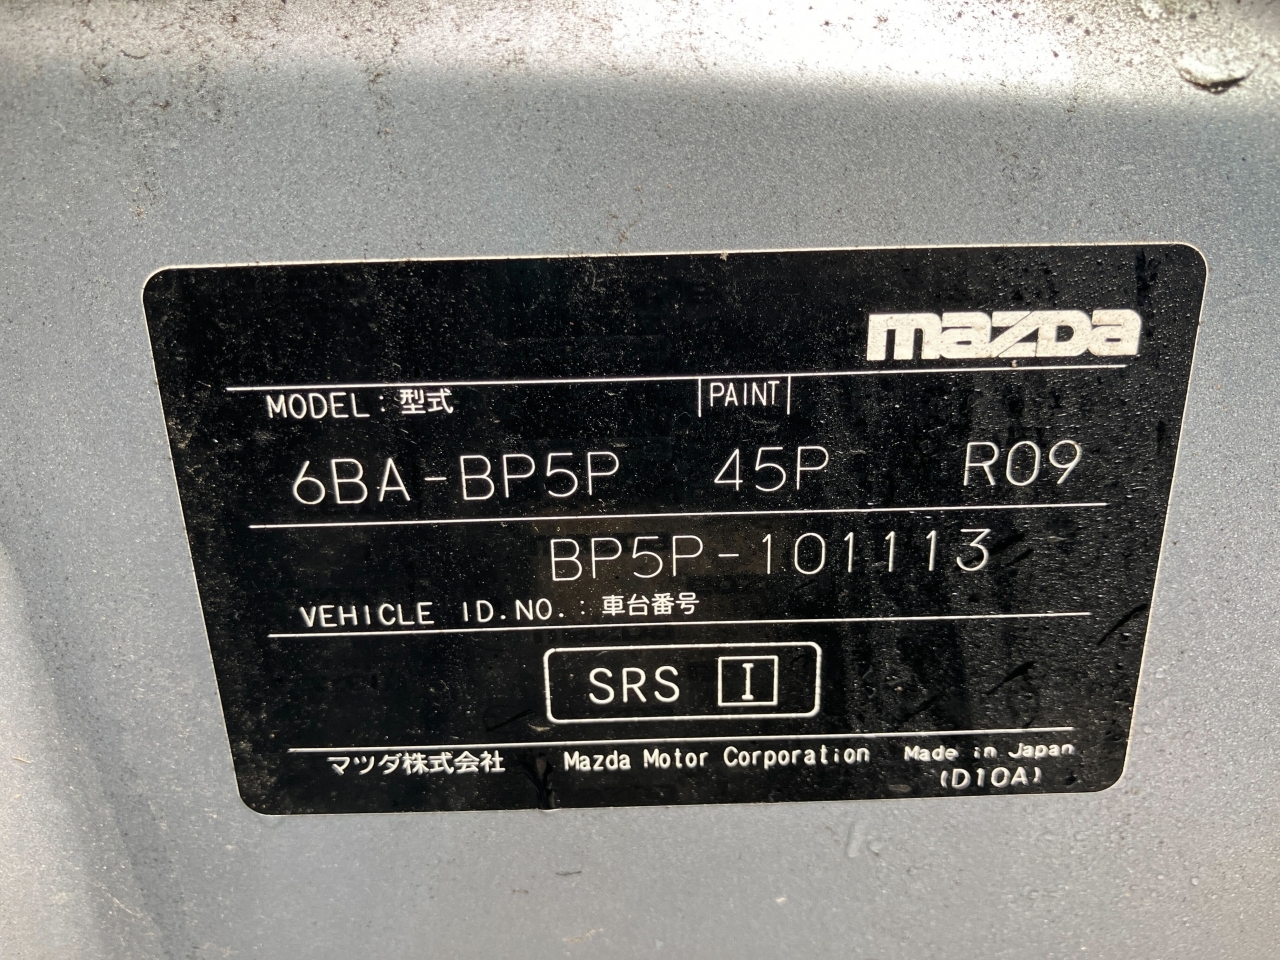 mazda
MODEL:型式 PAINT
6BA-BP5P 45P R09
BP5P-101113
VEHICLE ID.NO.:車台番号
SRS I
マツダ株式会社 Mazda Motor Corporation Made in Japan
(D10A)